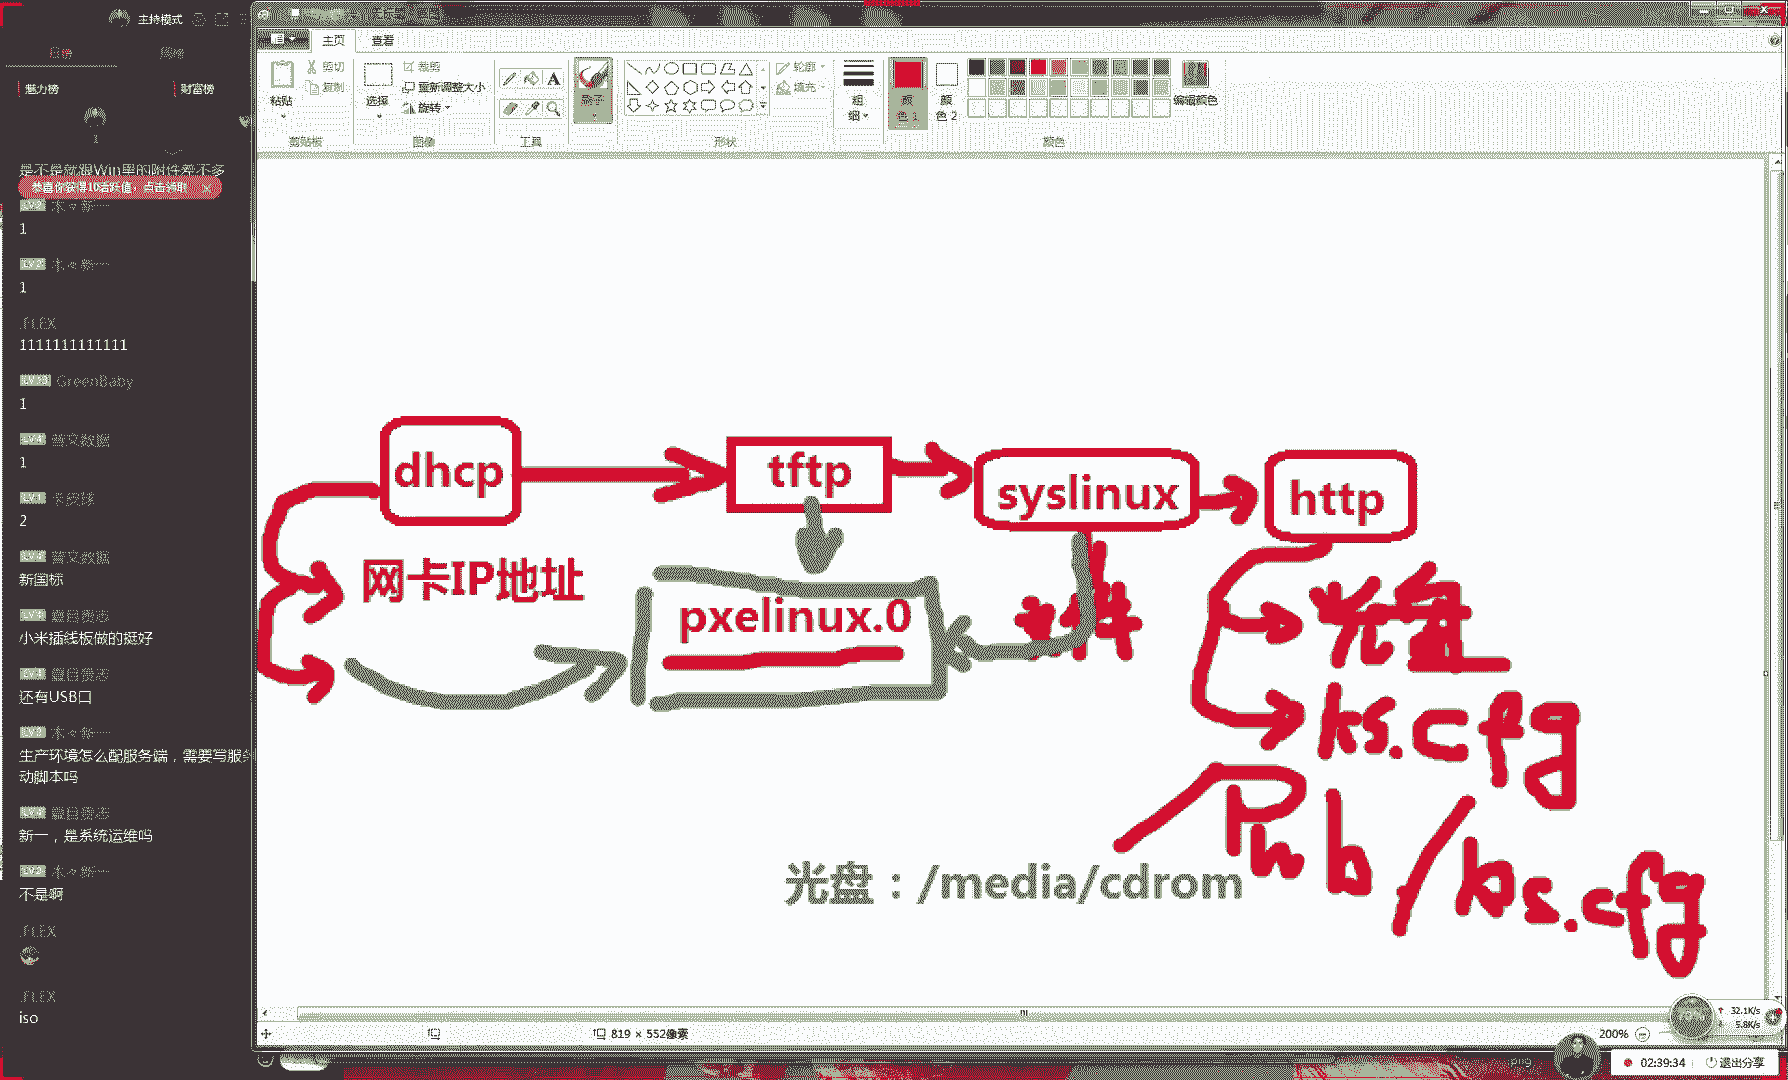 主持模式
目录
魅力榜
财富榜
1
是不是就跟Win里的附件差不多
恭喜你获得10活跃值，点击领取
1
1
.FLEX
1111111111111
GreenBaby
1
1
2
新国标
小米插线板做的挺好
还有USB口
生产环境怎么配服务端，需要写服务
动脚本吗
新一，是系统运维吗
不是啊
.FLEX
.FLEX
iso
主页
查看
粘贴
剪切
复制
剪贴板
选择
裁剪
重新调整大小
旋转
图像
A
工具
刷子
轮廓
填充
形状
粗
细
颜
色 1
颜
色 2
编辑颜色
颜色
dhcp
tftp
syslinux
http
网卡IP地址
pxelinux.0
文件
光盘
ks.cfg
Pub/ks.cfg
光盘：/media/cdrom
819 × 552像素
200%
32.1K/s
5.8K/s
02:39:34
退出分享